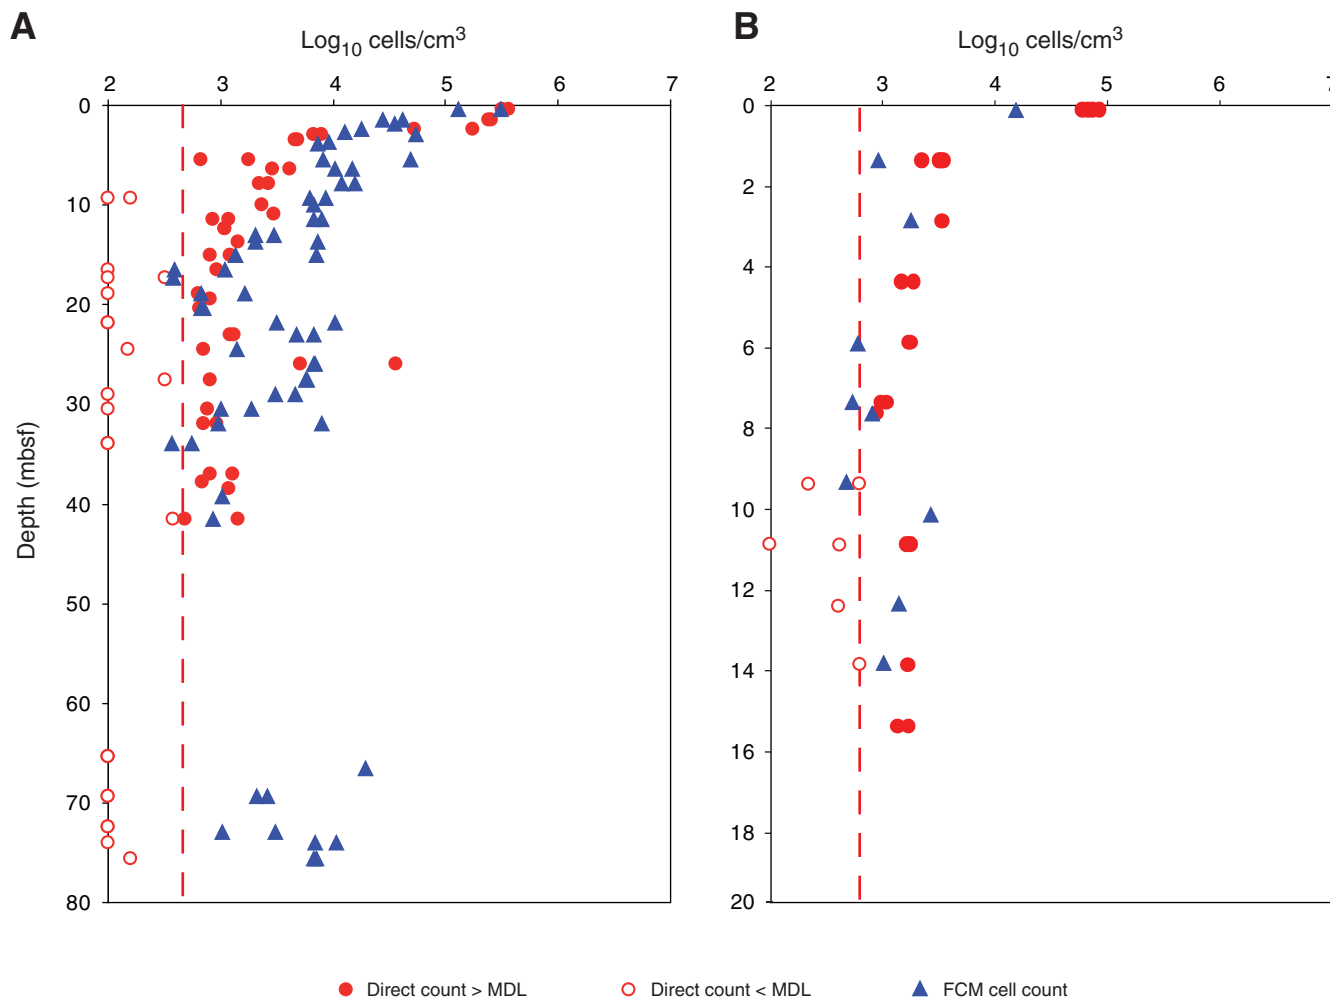 A
Log10 cells/cm3
2 3 4 5 6 7
0
10
20
30
40
50
60
70
80
Depth (mbsf)
B
Log10 cells/cm3
2 3 4 5 6 7
0
2
4
6
8
10
12
14
16
18
20
Direct count > MDL
Direct count < MDL
FCM cell count